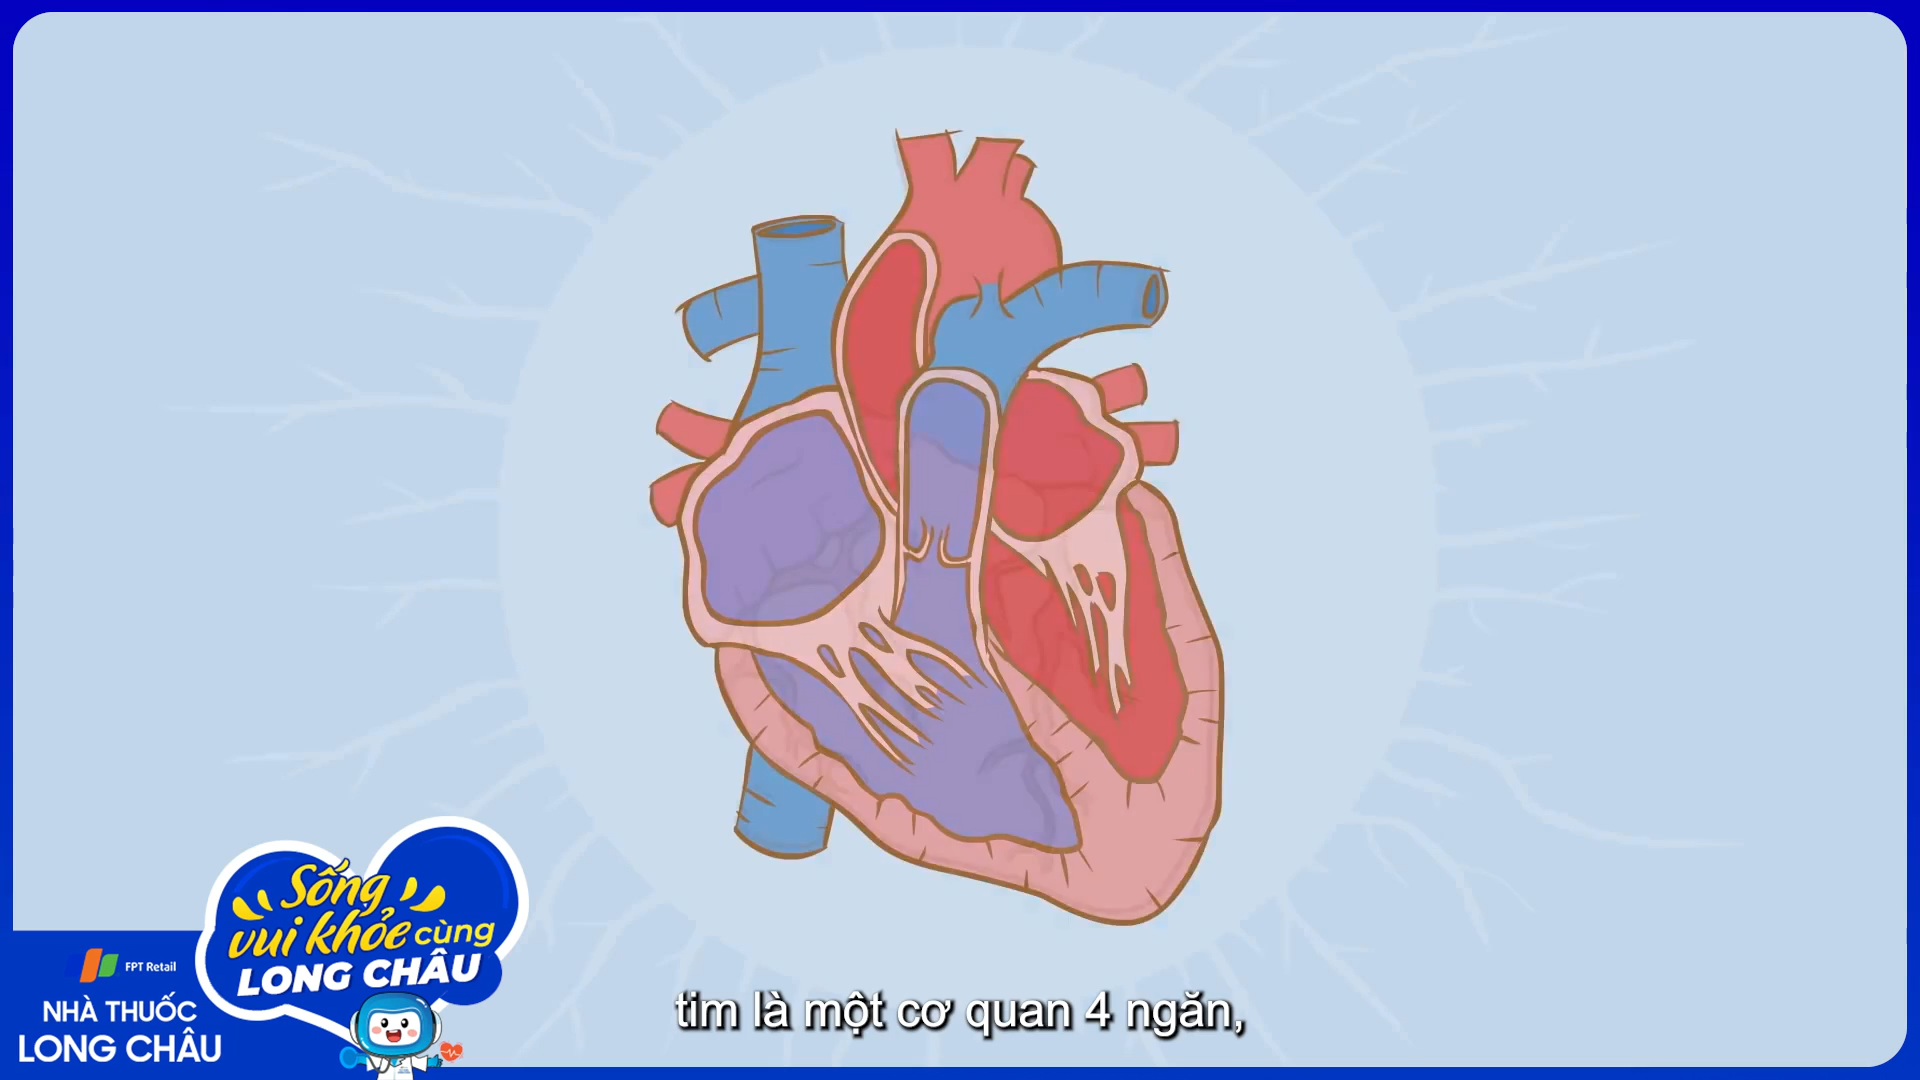 Sống
vui khỏe cùng
LONG CHÂU
FPT Retail
NHÀ THUỐC
LONG CHÂU
tim là một cơ quan 4 ngăn,